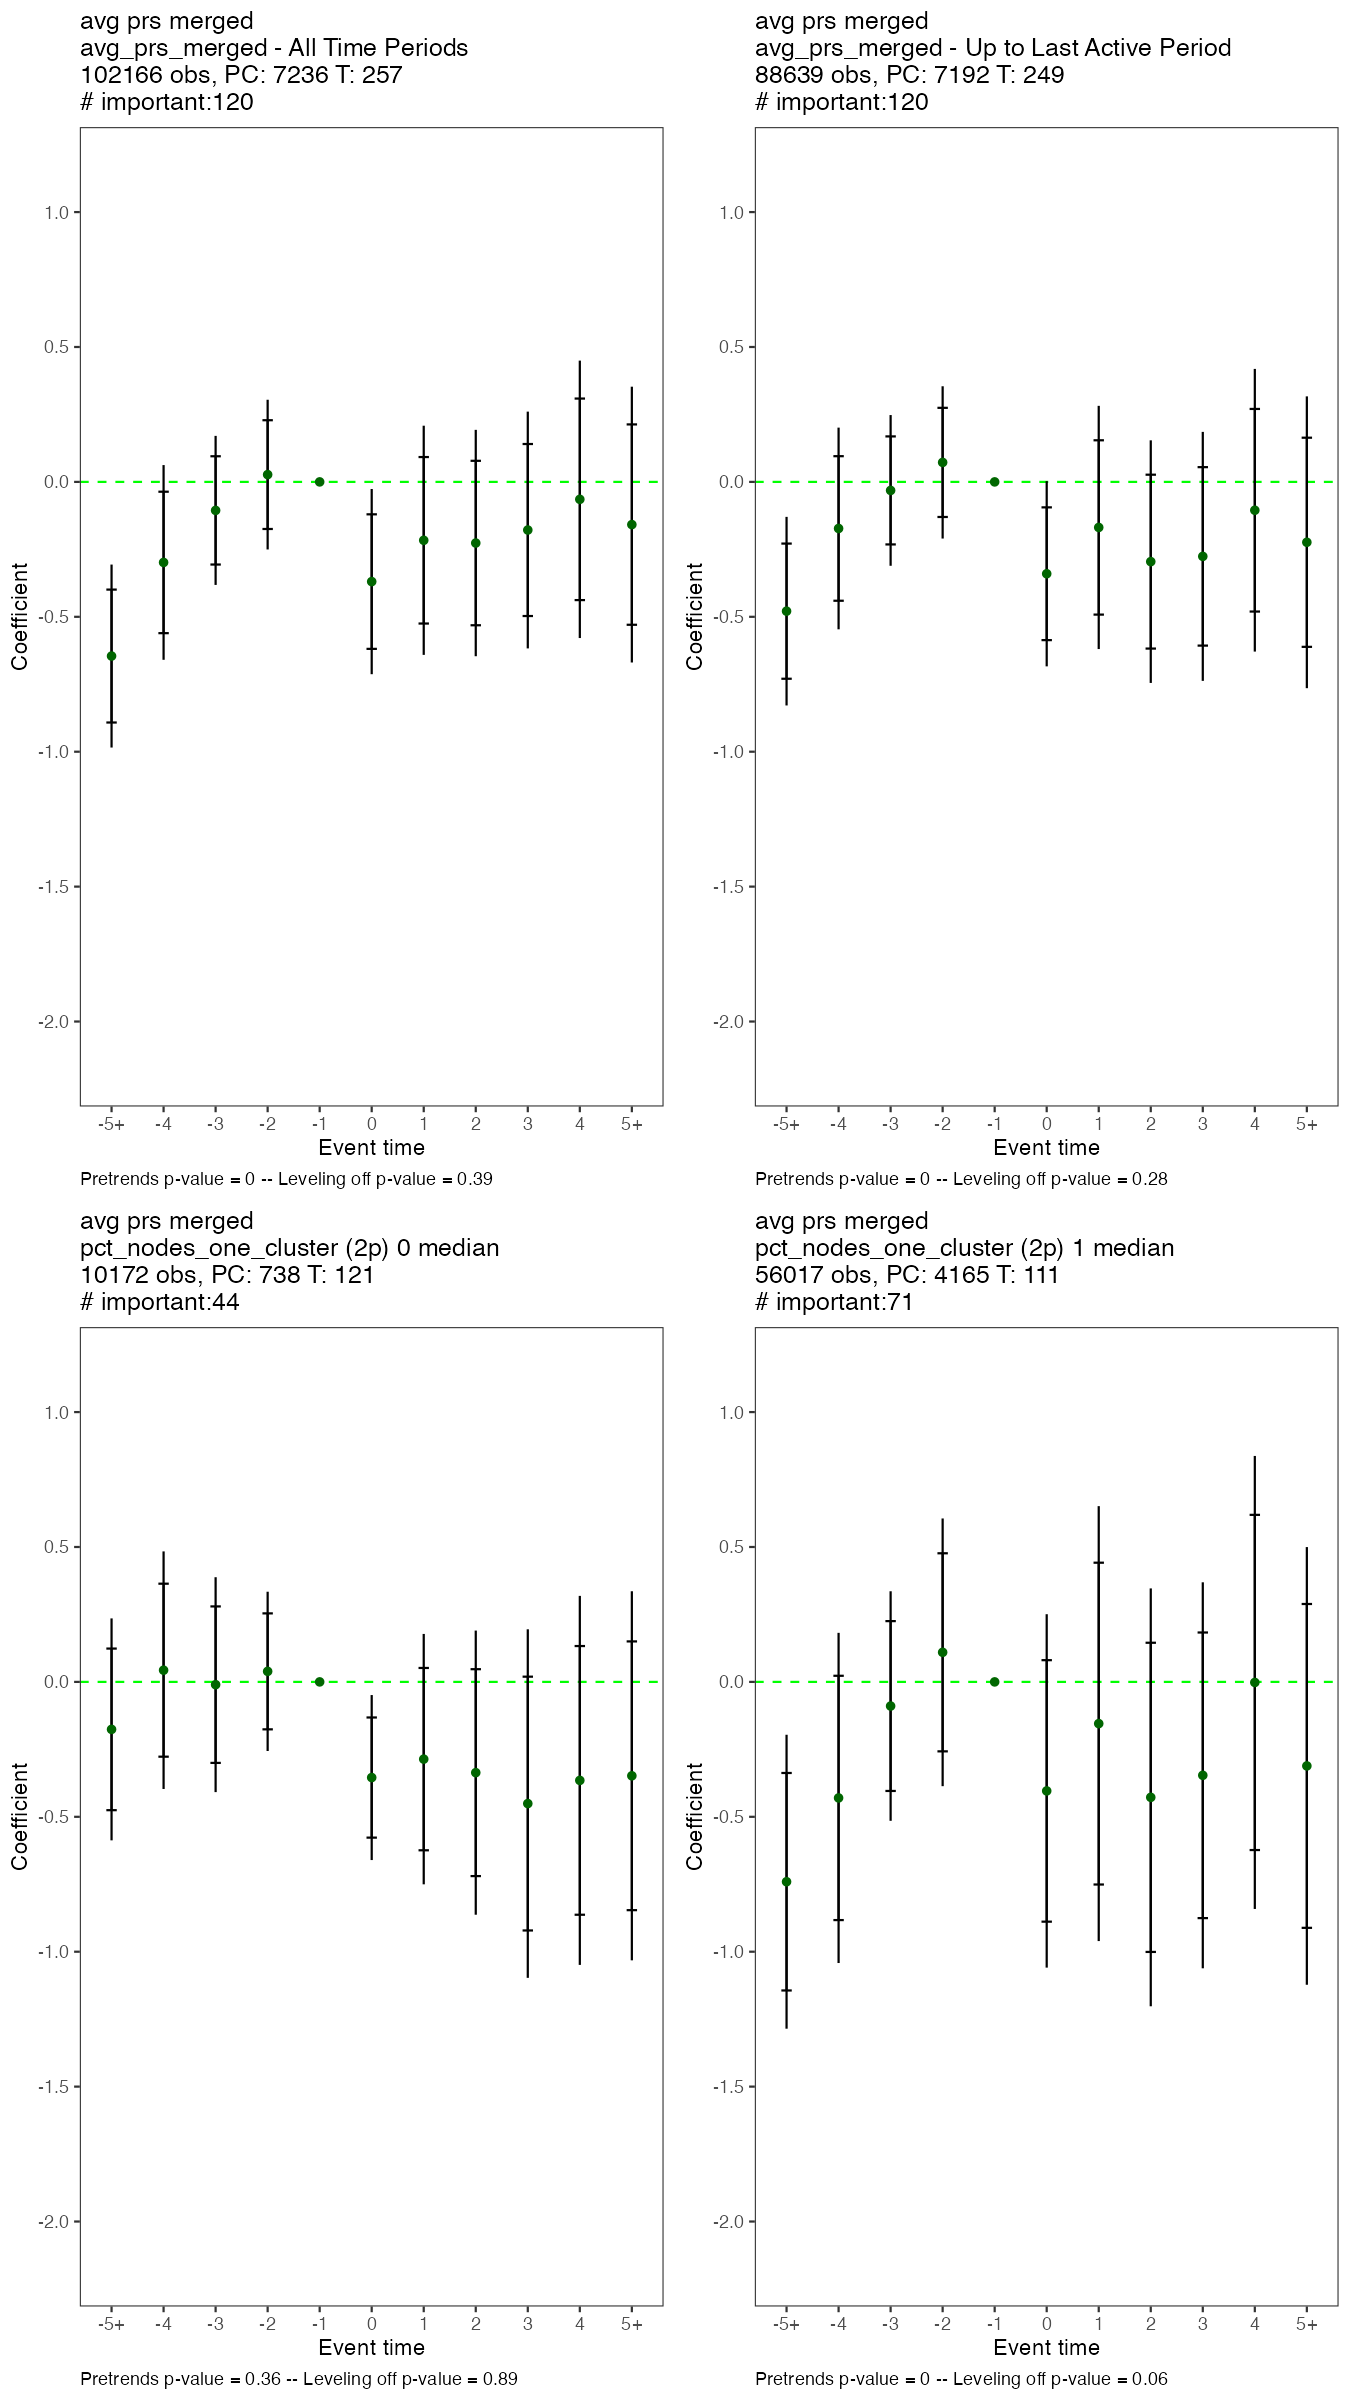 avg prs merged
avg_prs_merged - All Time Periods
102166 obs, PC: 7236 T: 257
# important:120
1.0
0.5
0.0
-0.5
-1.0
-1.5
-2.0
Coefficient
-5+ -4 -3 -2 -1 0 1 2 3 4 5+
Event time
Pretrends p-value = 0 -- Leveling off p-value = 0.39
avg prs merged
avg_prs_merged - Up to Last Active Period
88639 obs, PC: 7192 T: 249
# important:120
1.0
0.5
0.0
-0.5
-1.0
-1.5
-2.0
Coefficient
-5+ -4 -3 -2 -1 0 1 2 3 4 5+
Event time
Pretrends p-value = 0 -- Leveling off p-value = 0.28
avg prs merged
pct_nodes_one_cluster (2p) 0 median
10172 obs, PC: 738 T: 121
# important:44
1.0
0.5
0.0
-0.5
-1.0
-1.5
-2.0
Coefficient
-5+ -4 -3 -2 -1 0 1 2 3 4 5+
Event time
Pretrends p-value = 0.36 -- Leveling off p-value = 0.89
avg prs merged
pct_nodes_one_cluster (2p) 1 median
56017 obs, PC: 4165 T: 111
# important:71
1.0
0.5
0.0
-0.5
-1.0
-1.5
-2.0
Coefficient
-5+ -4 -3 -2 -1 0 1 2 3 4 5+
Event time
Pretrends p-value = 0 -- Leveling off p-value = 0.06